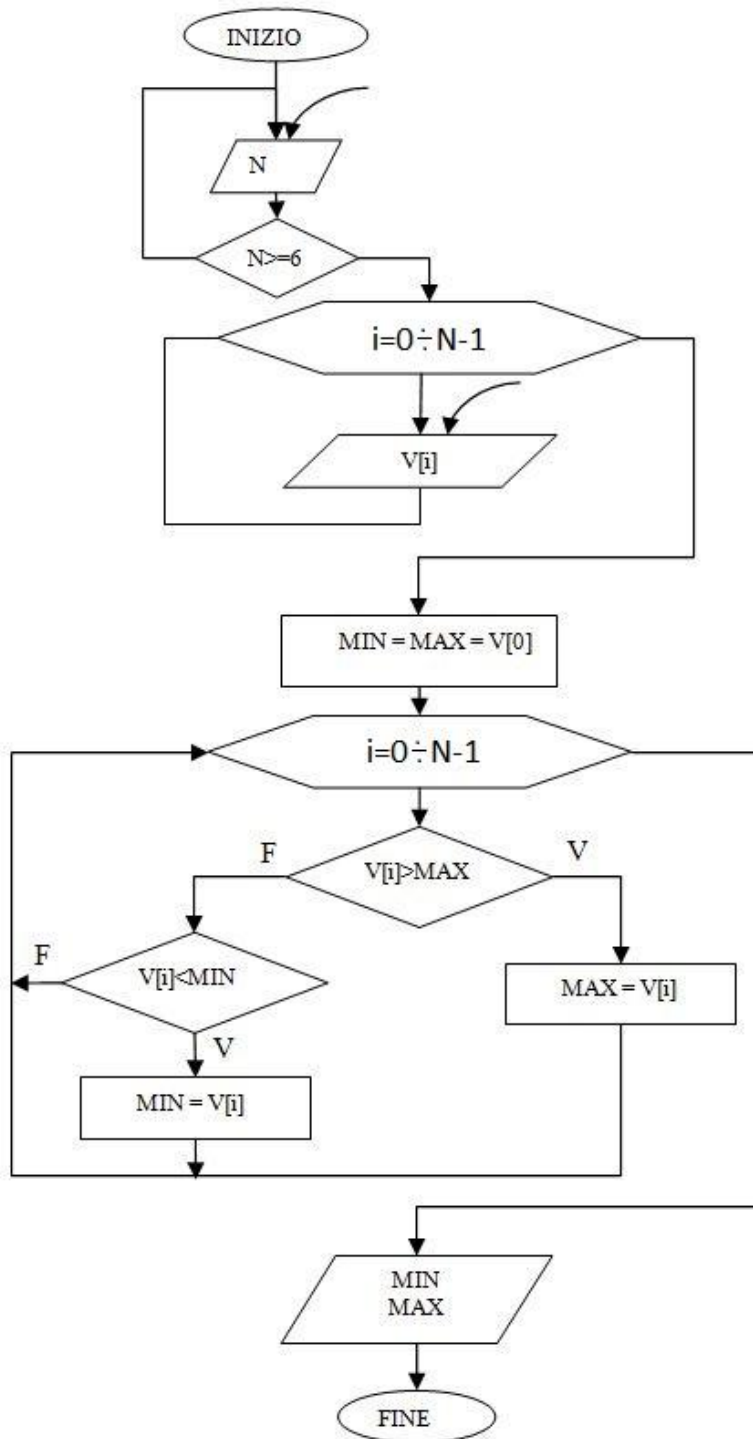 INIZIO
N
N>=6
i=0÷N-1
V[i]
MIN = MAX = V[0]
i=0÷N-1
F
V
V[i]>MAX
F
V[i]<MIN
MAX = V[i]
V
MIN = V[i]
MIN
MAX
FINE